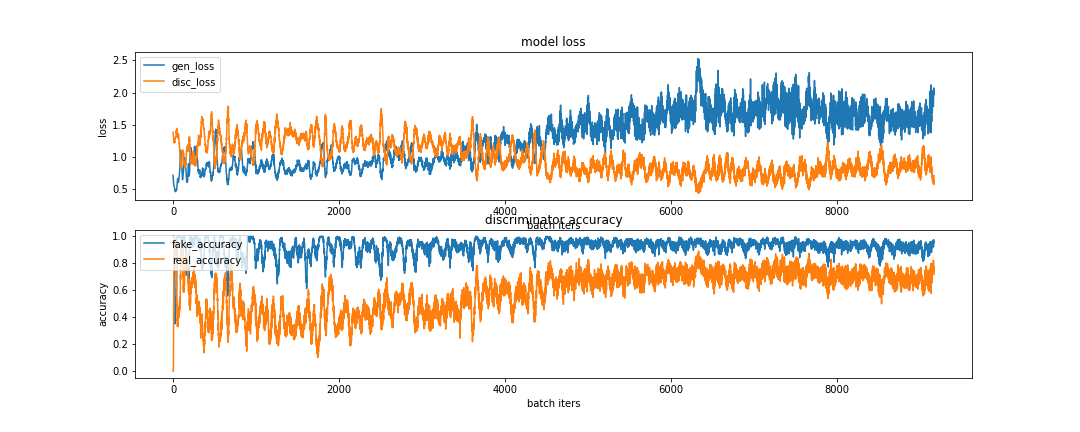 model loss
2.5
2.0
1.5
1.0
0.5
loss
gen_loss
disc_loss
0
2000
4000
6000
8000
batch iters
discriminator accuracy
1.0
0.8
0.6
0.4
0.2
0.0
accuracy
fake_accuracy
real_accuracy
0
2000
4000
6000
8000
batch iters